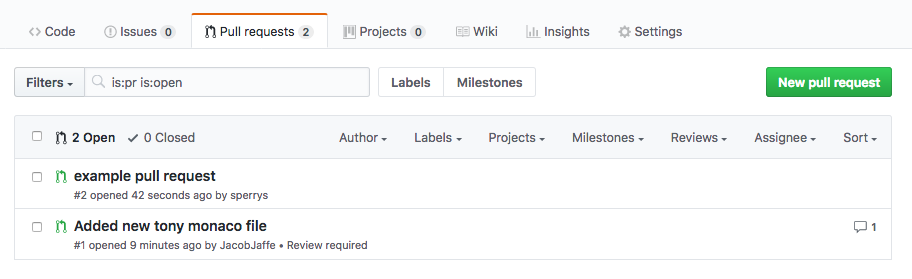 Code Issues 0 Pull requests 2 Projects 0 Wiki Insights Settings
Filters is:pr is:open Labels Milestones New pull request
2 Open 0 Closed Author Labels Projects Milestones Reviews Assignee Sort
example pull request
#2 opened 42 seconds ago by sperrys
Added new tony monaco file 1
#1 opened 9 minutes ago by JacobJaffe • Review required